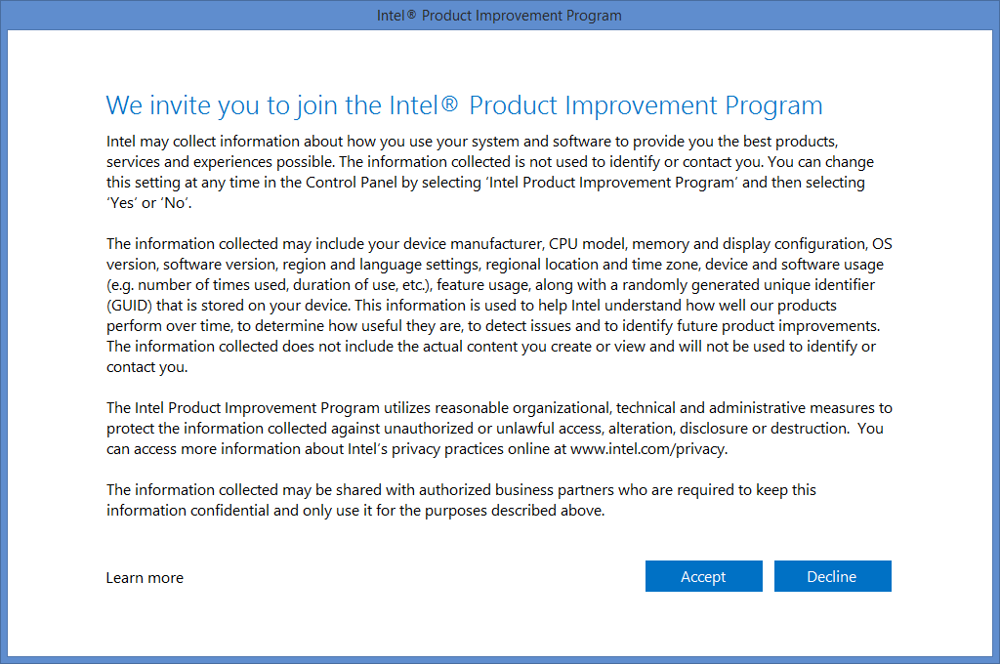 Intel® Product Improvement Program
We invite you to join the Intel® Product Improvement Program
Intel may collect information about how you use your system and software to provide you the best products,
services and experiences possible. The information collected is not used to identify or contact you. You can change
this setting at any time in the Control Panel by selecting ‘Intel Product Improvement Program’ and then selecting
‘Yes’ or ‘No’.
The information collected may include your device manufacturer, CPU model, memory and display configuration, OS
version, software version, region and language settings, regional location and time zone, device and software usage
(e.g. number of times used, duration of use, etc.), feature usage, along with a randomly generated unique identifier
(GUID) that is stored on your device. This information is used to help Intel understand how well our products
perform over time, to determine how useful they are, to detect issues and to identify future product improvements.
The information collected does not include the actual content you create or view and will not be used to identify or
contact you.
The Intel Product Improvement Program utilizes reasonable organizational, technical and administrative measures to
protect the information collected against unauthorized or unlawful access, alteration, disclosure or destruction.  You
can access more information about Intel’s privacy practices online at www.intel.com/privacy.
The information collected may be shared with authorized business partners who are required to keep this
information confidential and only use it for the purposes described above.
Learn more
Accept
Decline